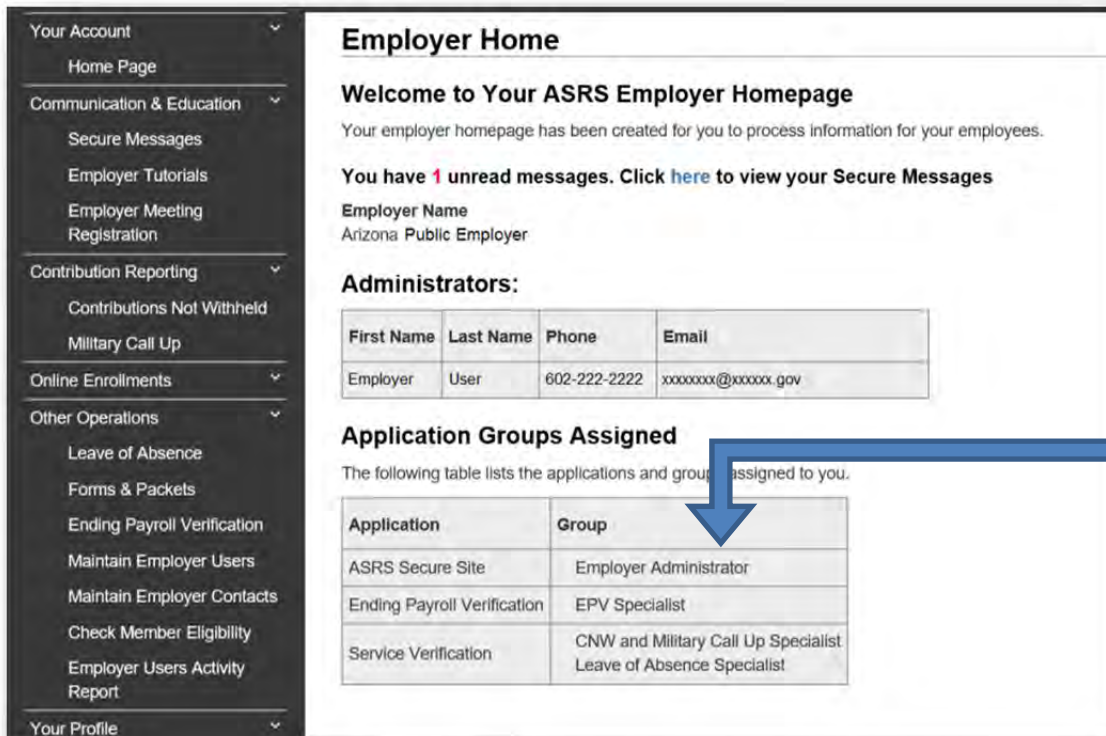 Your Account
Home Page
Communication & Education
Secure Messages
Employer Tutorials
Employer Meeting
Registration
Contribution Reporting
Contributions Not Withheld
Military Call Up
Online Enrollments
Other Operations
Leave of Absence
Forms & Packets
Ending Payroll Verification
Maintain Employer Users
Maintain Employer Contacts
Check Member Eligibility
Employer Users Activity
Report
Your Profile
Employer Home
Welcome to Your ASRS Employer Homepage
Your employer homepage has been created for you to process information for your employees.
You have 1 unread messages. Click here to view your Secure Messages
Employer Name
Arizona Public Employer
Administrators:
First Name Last Name Phone Email
Employer User 602-222-2222 xxxxxxx@xxxxxx.gov
Application Groups Assigned
The following table lists the applications and group assigned to you.
Application Group
ASRS Secure Site Employer Administrator
Ending Payroll Verification EPV Specialist
Service Verification CNW and Military Call Up Specialist
Leave of Absence Specialist